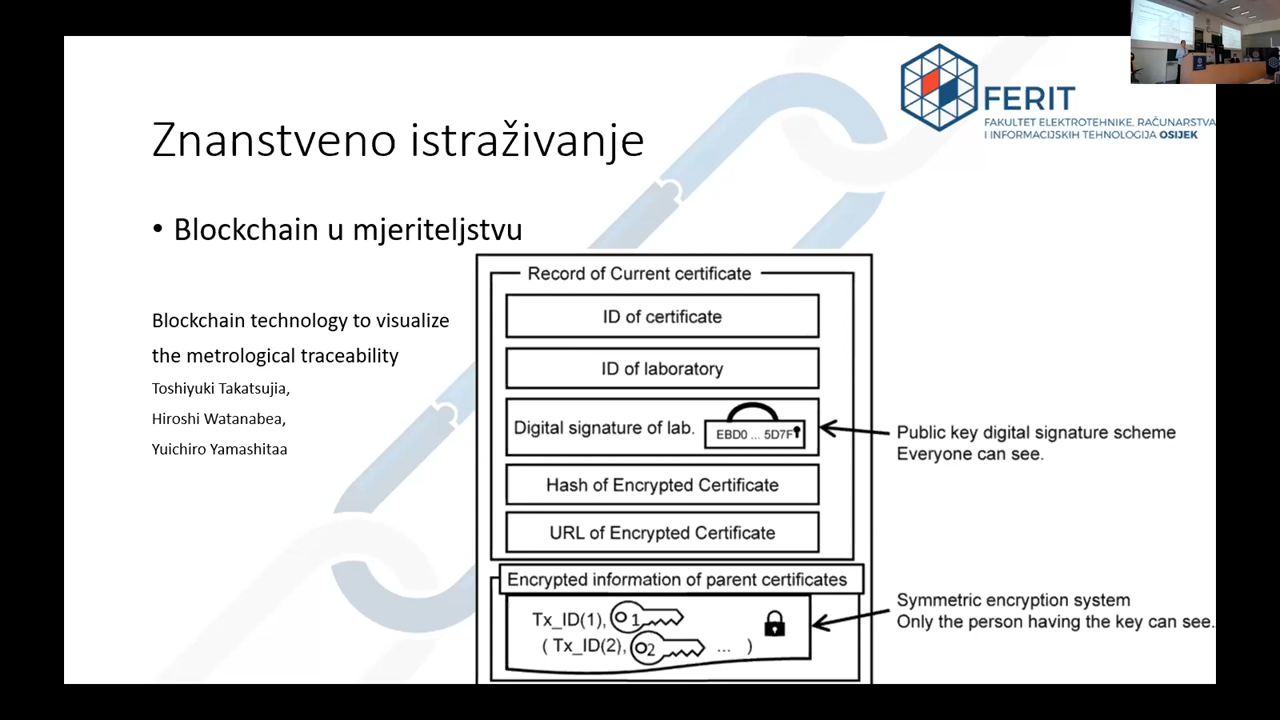 FERIT
FAKULTET ELEKTROTEHNIKE, RAČUNARSTVA
I INFORMACIJSKIH TEHNOLOGIJA OSIJEK
Znanstveno istraživanje
• Blockchain u mjeriteljstvu
Blockchain technology to visualize
the metrological traceability
Toshiyuki Takatsujia,
Hiroshi Watanabea,
Yuichiro Yamashitaa
Record of Current certificate
ID of certificate
ID of laboratory
Digital signature of lab.
EBD0 ... 5D7F
Public key digital signature scheme
Everyone can see.
Hash of Encrypted Certificate
URL of Encrypted Certificate
Encrypted information of parent certificates
Tx_ID(1), 1
( Tx_ID(2), 2 ... )
Symmetric encryption system
Only the person having the key can see.